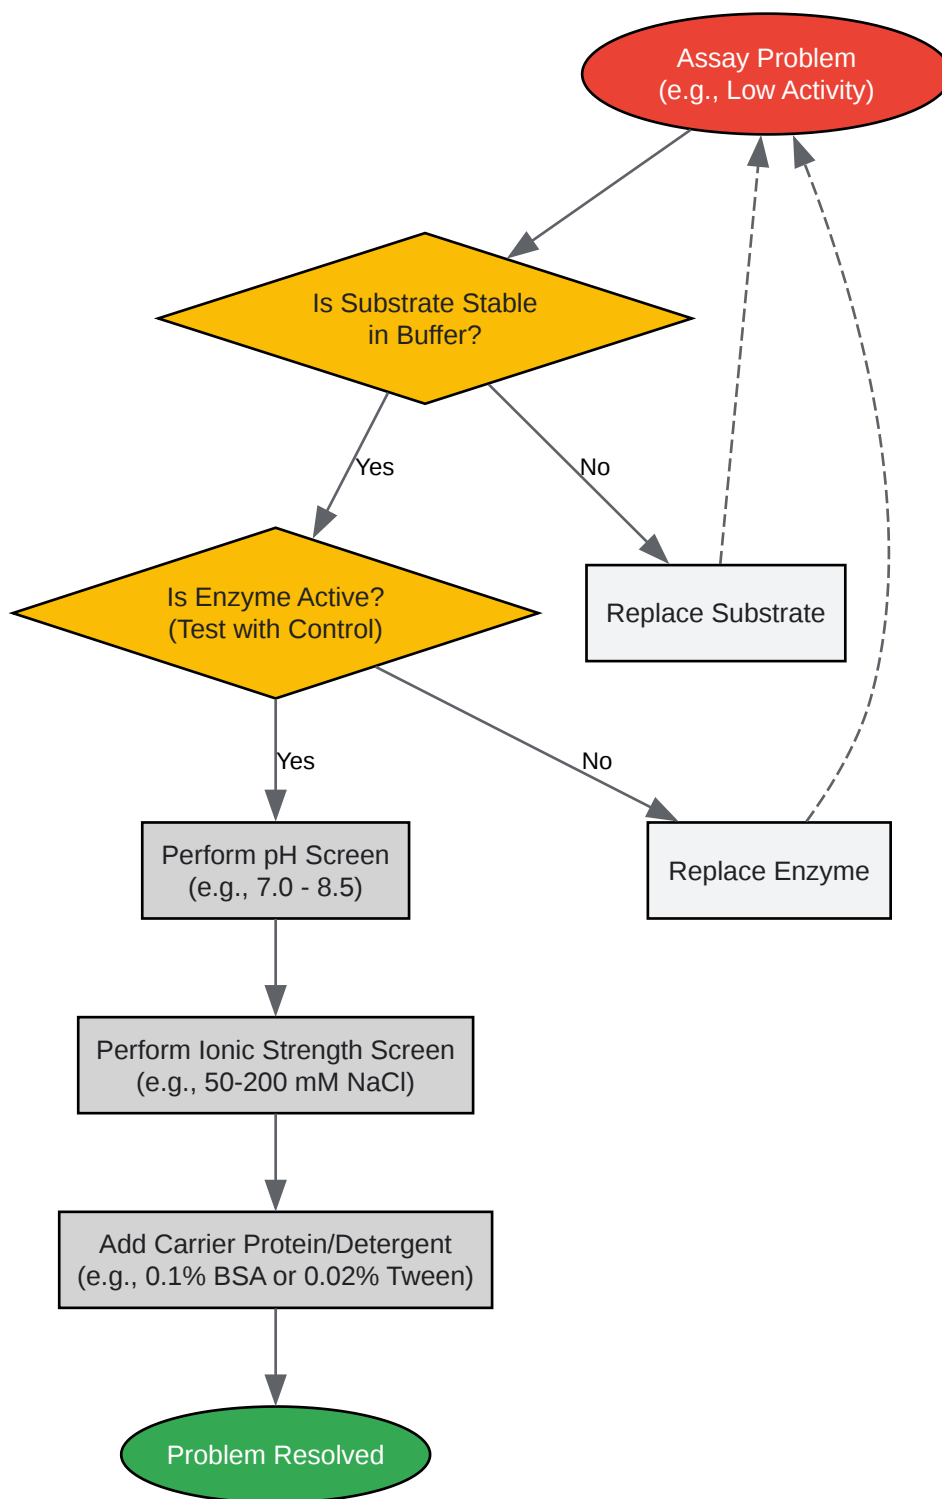 Assay Problem
(e.g., Low Activity)
Is Substrate Stable
in Buffer?
Yes
No
Is Enzyme Active?
(Test with Control)
Replace Substrate
Yes
No
Perform pH Screen
(e.g., 7.0 - 8.5)
Replace Enzyme
Perform Ionic Strength Screen
(e.g., 50-200 mM NaCl)
Add Carrier Protein/Detergent
(e.g., 0.1% BSA or 0.02% Tween)
Problem Resolved